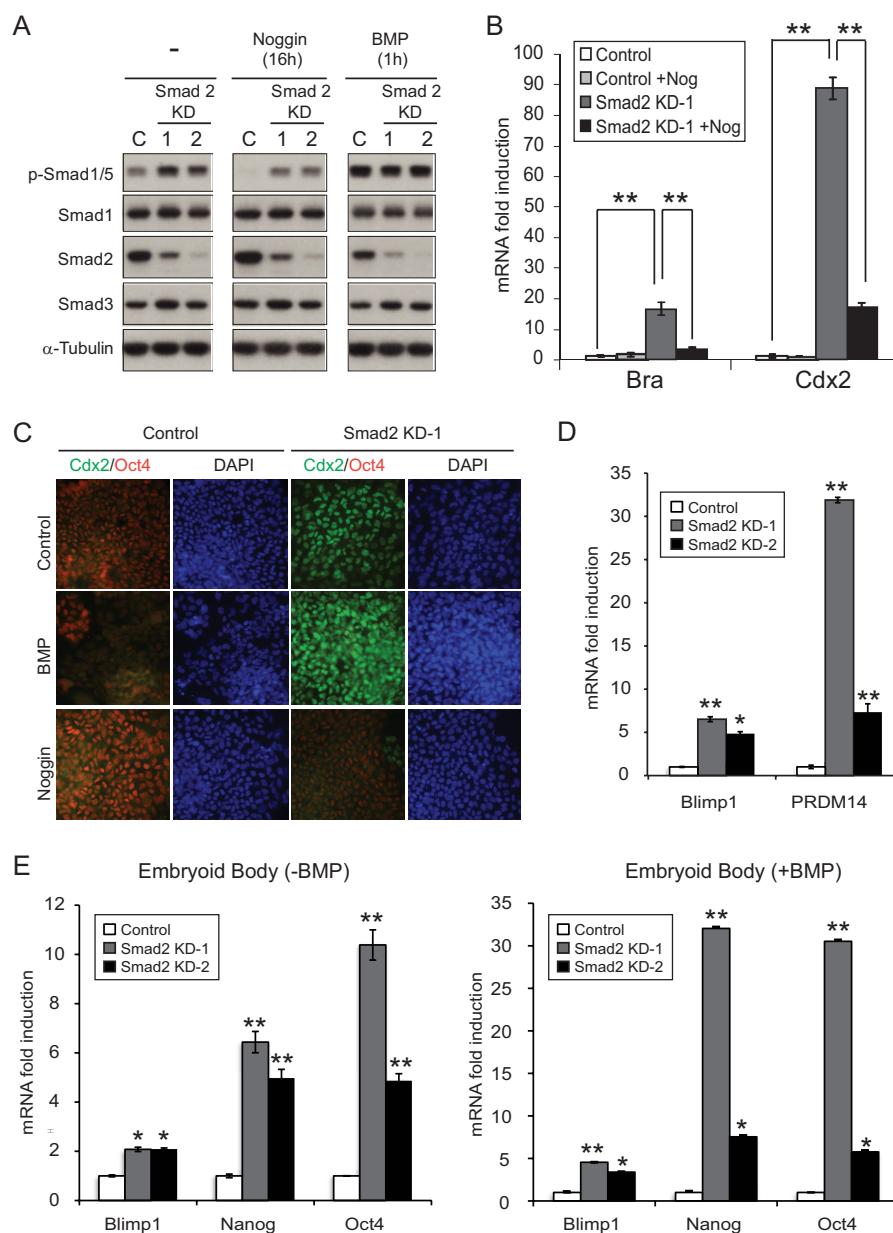 A
–
Noggin
(16h)
BMP
(1h)
Smad 2
KD
Smad 2
KD
Smad 2
KD
C 1 2 C 1 2 C 1 2
p-Smad1/5
Smad1
Smad2
Smad3
α-Tubulin
B
mRNA fold induction
100
90
80
70
60
50
40
30
20
10
0
Control
Control +Nog
Smad2 KD-1
Smad2 KD-1 +Nog
** **
** **
Bra Cdx2
C
Control Smad2 KD-1
Cdx2/Oct4 DAPI Cdx2/Oct4 DAPI
Control
BMP
Noggin
D
mRNA fold induction
35
30
25
20
15
10
5
0
Control
Smad2 KD-1
Smad2 KD-2
** * ** **
Blimp1 PRDM14
E
Embryoid Body (-BMP)
mRNA fold induction
12
10
8
6
4
2
0
Control
Smad2 KD-1
Smad2 KD-2
* * ** ** ** **
Blimp1 Nanog Oct4
Embryoid Body (+BMP)
mRNA fold induction
35
30
25
20
15
10
5
0
Control
Smad2 KD-1
Smad2 KD-2
** * ** * ** *
Blimp1 Nanog Oct4